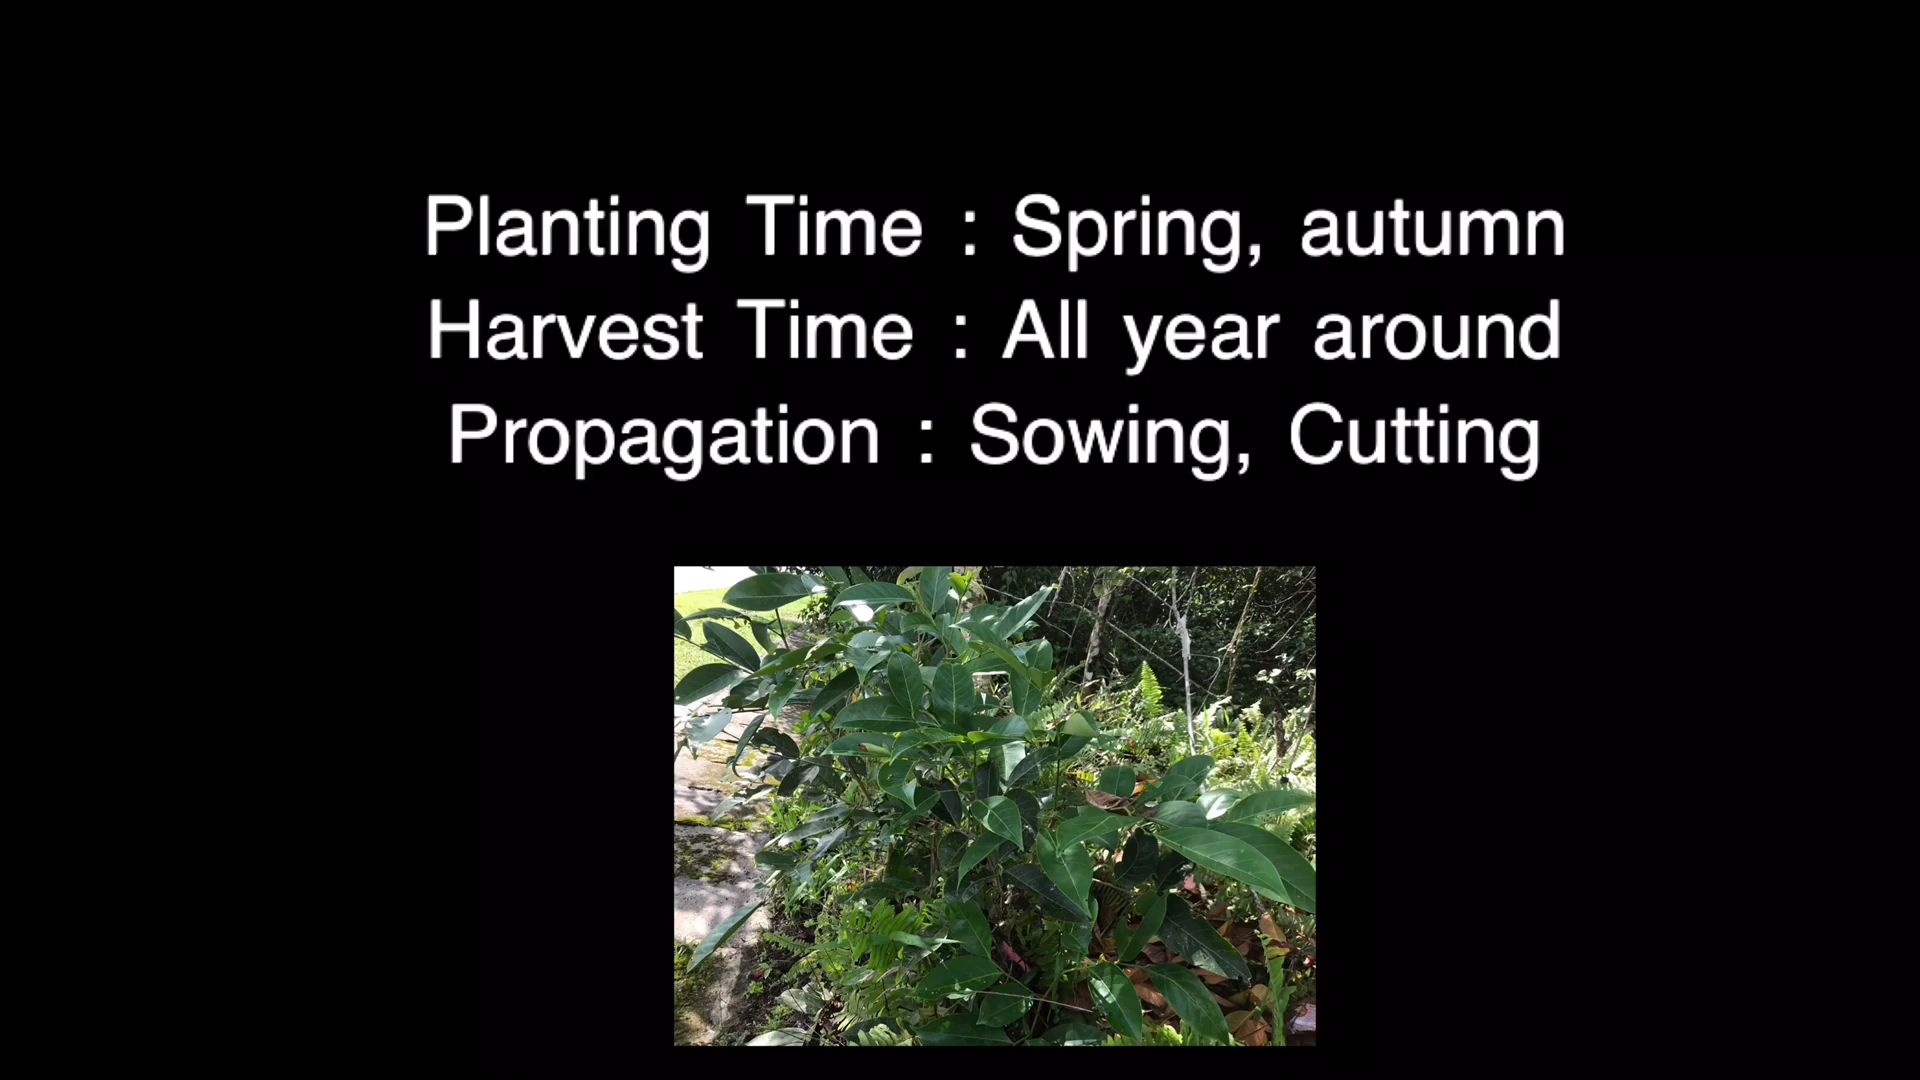 Planting Time : Spring, autumn
Harvest Time : All year around
Propagation : Sowing, Cutting